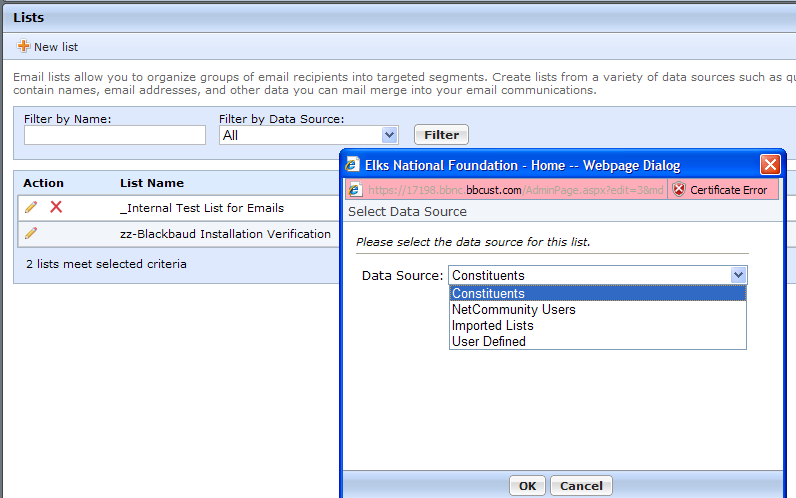 Lists
New list
Email lists allow you to organize groups of email recipients into targeted segments. Create lists from a variety of data sources such as qu
contain names, email addresses, and other data you can mail merge into your email communications.
Filter by Name:
Filter by Data Source:
All
Filter
Action
List Name
_Internal Test List for Emails
zz-Blackbaud Installation Verification
2 lists meet selected criteria
Elks National Foundation - Home -- Webpage Dialog
https://17198.bbnc.bbcust.com/AdminPage.aspx?edit=3&md
Certificate Error
Select Data Source
Please select the data source for this list.
Data Source:
Constituents
Constituents
NetCommunity Users
Imported Lists
User Defined
OK
Cancel